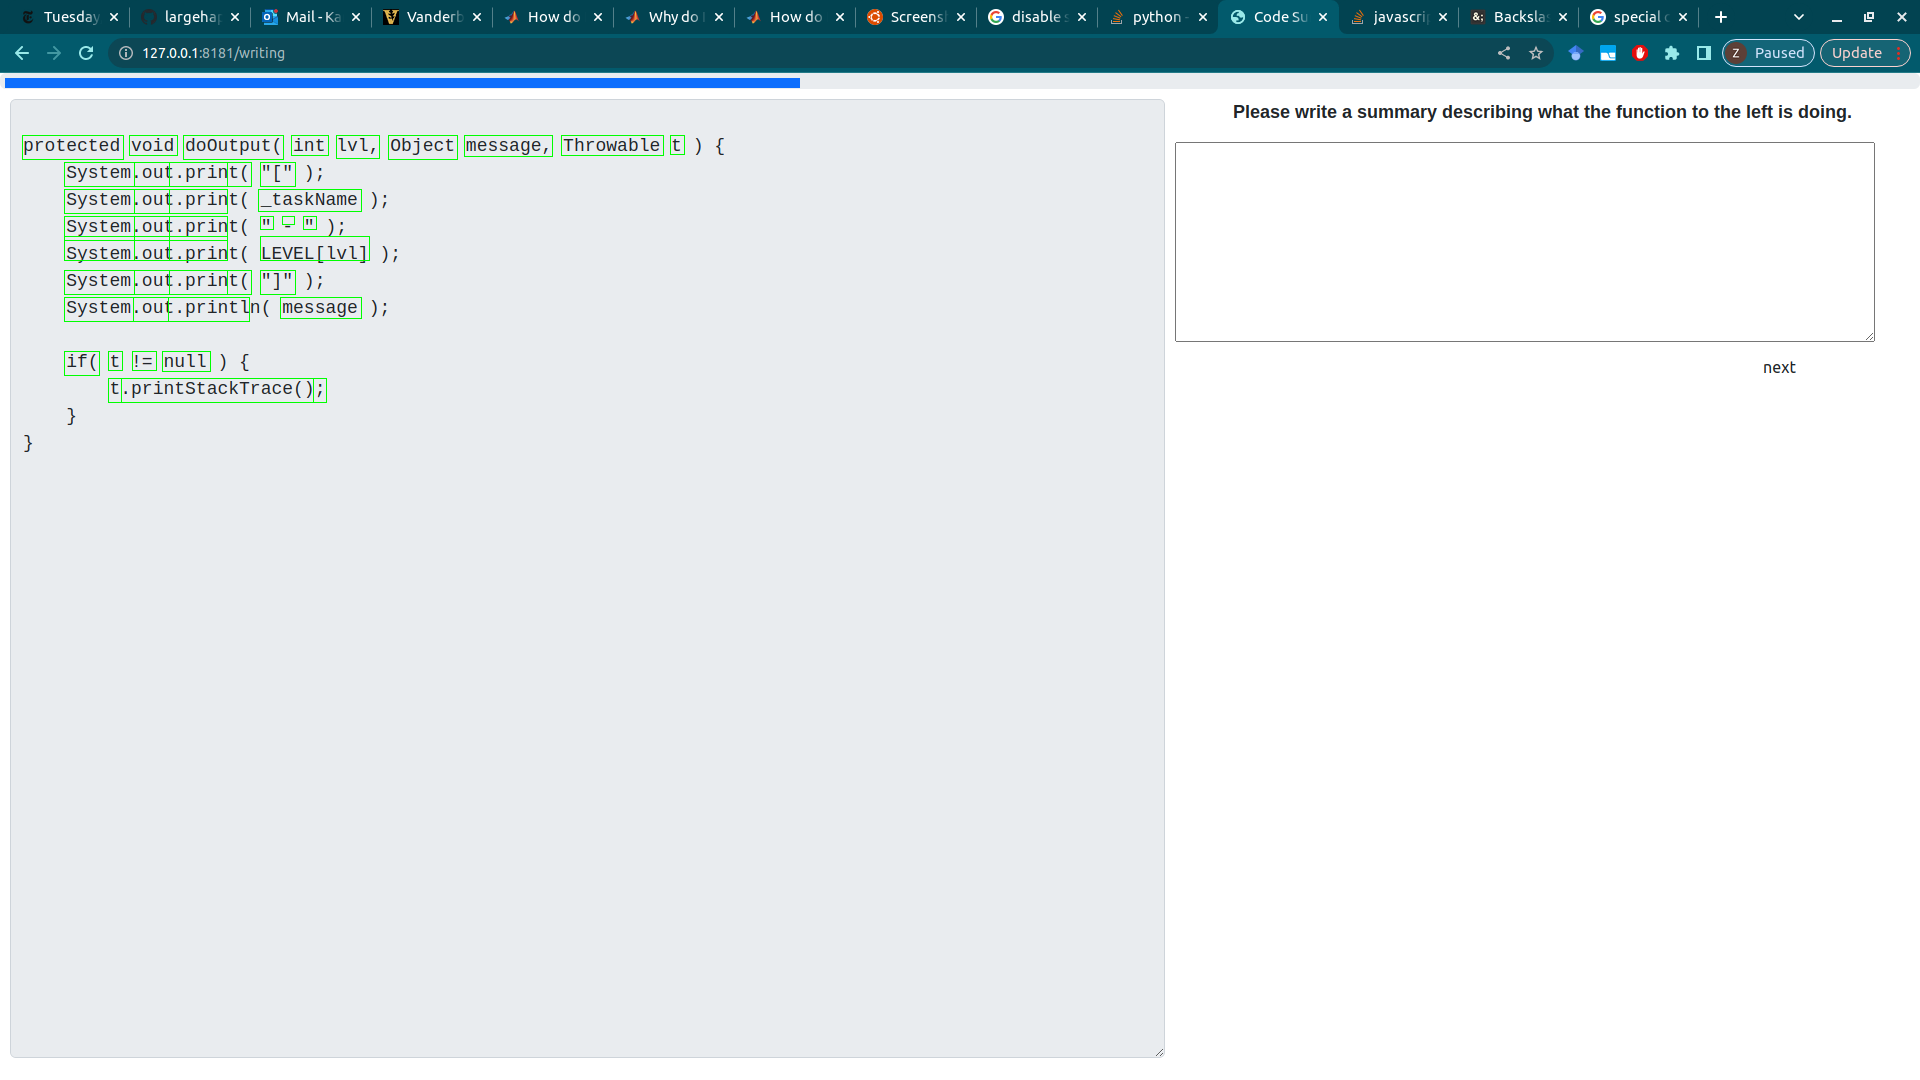 Tuesday
largehap
Mail - Ka
Vanderb
How do
Why do
How do
Screens
disable s
python -
Code Su
javascrip
Backslas
special c
127.0.0.1:8181/writing
Z Paused
Update
Please write a summary describing what the function to the left is doing.
protected void doOutput( int lvl, Object message, Throwable t ) {
System.out.print( "[" );
System.out.print( _taskName );
System.out.print( " - " );
System.out.print( LEVEL[lvl] );
System.out.print( "]" );
System.out.println( message );
if( t != null ) {
t.printStackTrace();
}
}
next